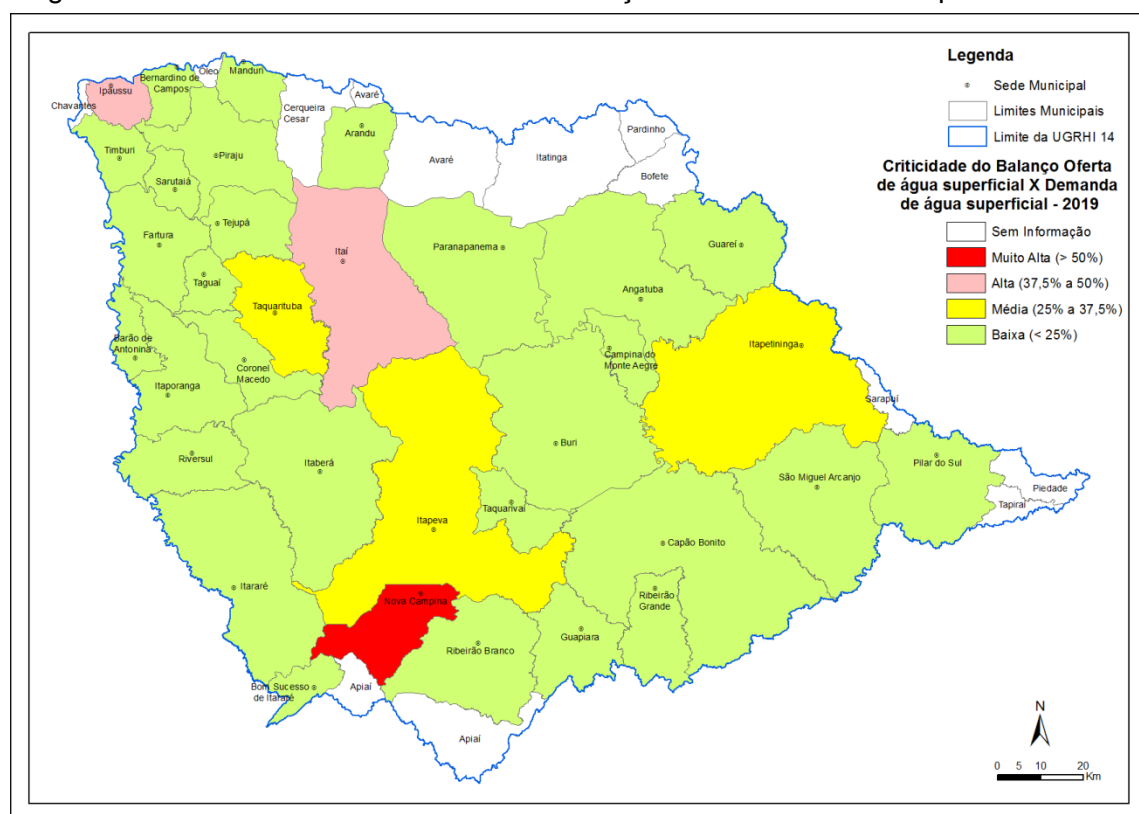 Legenda
Sede Municipal
Limites Municipais
Limite da UGRHI 14
Criticidade do Balanço Oferta
de água superficial X Demanda
de água superficial - 2019
Sem Informação
Muito Alta (> 50%)
Alta (37,5% a 50%)
Média (25% a 37,5%)
Baixa (< 25%)
Chavantes
Ipaussu
Bernardino de
Campos
Óleo
Manduri
Cerqueira
Cesar
Avaré
Arandu
Avaré
Itatinga
Pardinho
Bofete
Timburi
Piraju
Sarutaiá
Tejupá
Fartura
Taguaí
Itaí
Paranapanema
Guareí
Angatuba
Taquarituba
Barão de
Antonina
Coronel
Macedo
Campina do
Monte Aegre
Itapetininga
Itaporanga
Sarapuí
Riversul
Itaberá
Buri
Pilar do Sul
São Miguel Arcanjo
Piedade
Tapiraí
Taquarivaí
Itapeva
Capão Bonito
Itararé
Nova Campina
Ribeirão
Grande
Guapiara
Ribeirão Branco
Bom Sucesso
de Itararé
Apiaí
Apiaí
N
0 5 10 20
Km